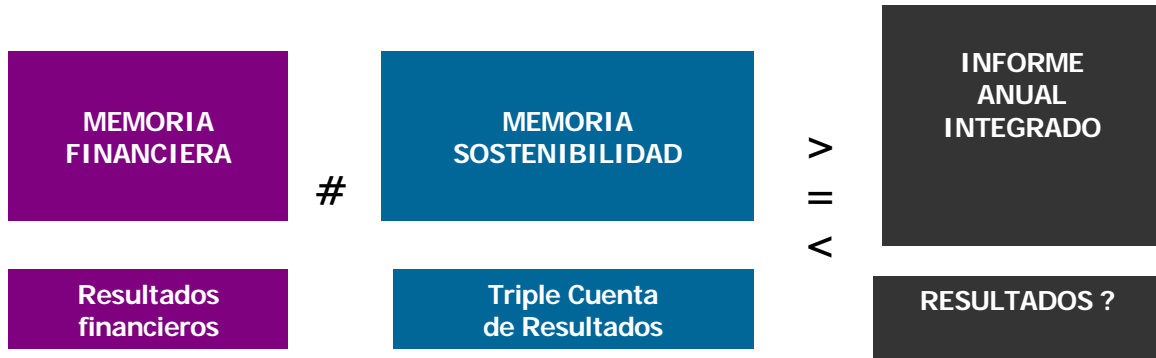 MEMORIA
FINANCIERA
#
MEMORIA
SOSTENIBILIDAD
>
=
<
INFORME
ANUAL
INTEGRADO
Resultados
financieros
Triple Cuenta
de Resultados
RESULTADOS ?